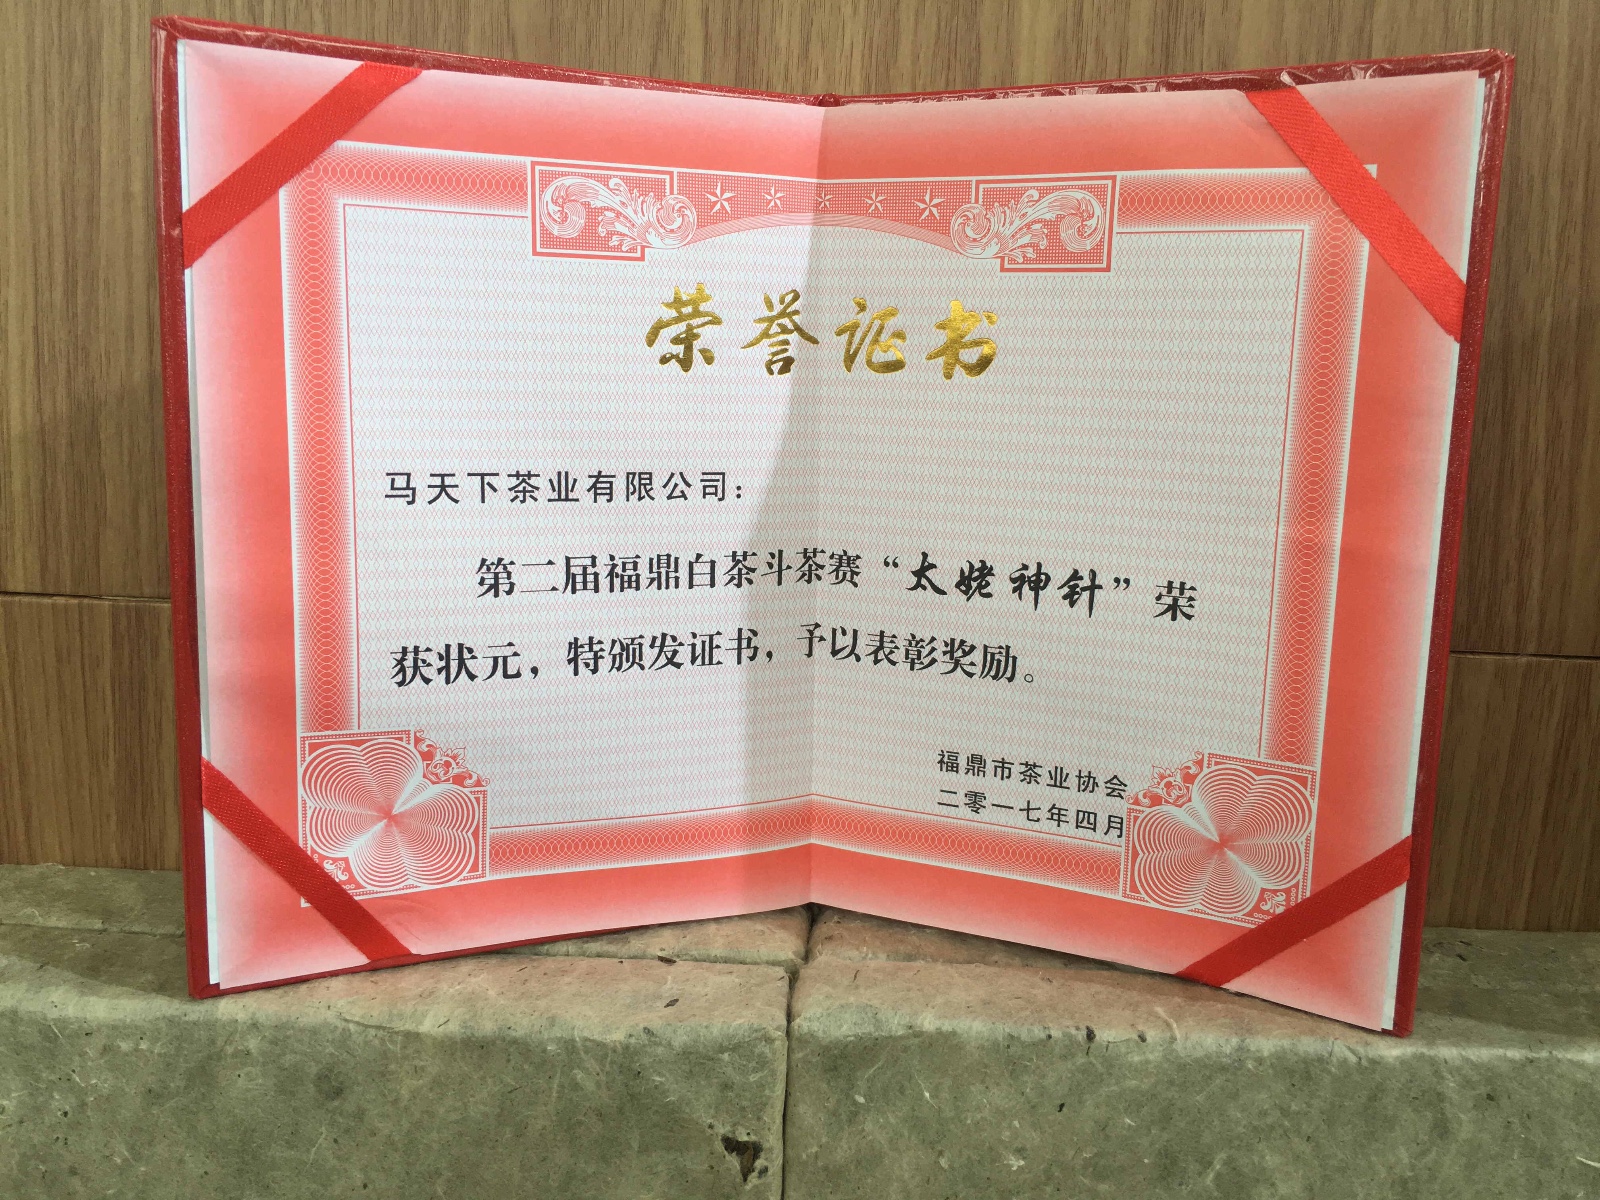 荣誉证书
马天下茶业有限公司：
第二届福鼎白茶斗茶赛“太姥神针”荣
获状元，特颁发证书，予以表彰奖励。
福鼎市茶业协会
二零一七年四月